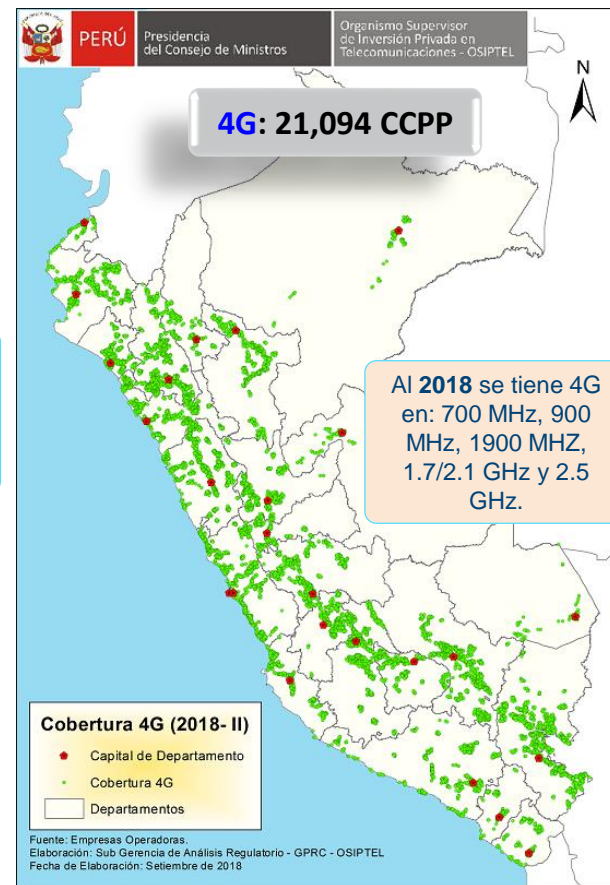 PERÚ
Presidencia
del Consejo de Ministros
Organismo Supervisor
de Inversión Privada en
Telecomunicaciones - OSIPTEL
N
4G: 21,094 CCPP
Al 2018 se tiene 4G
en: 700 MHz, 900
MHz, 1900 MHZ,
1.7/2.1 GHz y 2.5
GHz.
Cobertura 4G (2018- II)
Capital de Departamento
Cobertura 4G
Departamentos
Fuente: Empresas Operadoras.
Elaboración: Sub Gerencia de Análisis Regulatorio - GPRC - OSIPTEL
Fecha de Elaboración: Setiembre de 2018